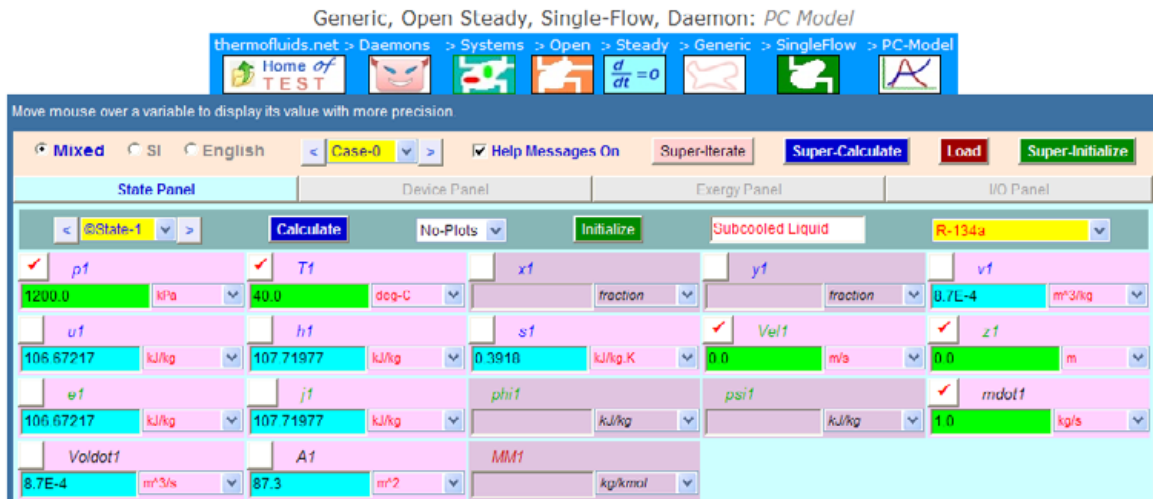 Generic, Open Steady, Single-Flow, Daemon: PC Model
thermofluids.net > Daemons > Systems > Open > Steady > Generic > SingleFlow > PC-Model
Home of TEST d/dt =0
Move mouse over a variable to display its value with more precision.
Mixed SI English < Case-0 > Help Messages On Super-Iterate Super-Calculate Load Super-Initialize
State Panel Device Panel Exergy Panel I/O Panel
< ©State-1 > Calculate No-Plots Initialize Subcooled Liquid R-134a
p1 T1 x1 y1 v1
1200.0 kPa 40.0 deg-C fraction fraction 8.7E-4 m^3/kg
u1 h1 s1 Vel1 z1
106.67217 kJ/kg 107.71977 kJ/kg 0.3918 kJ/kg.K 0.0 m/s 0.0 m
e1 j1 phi1 psi1 mdot1
106.67217 kJ/kg 107.71977 kJ/kg kJ/kg kJ/kg 1.0 kg/s
Voldot1 A1 MM1
8.7E-4 m^3/s 87.3 m^2 kg/kmol